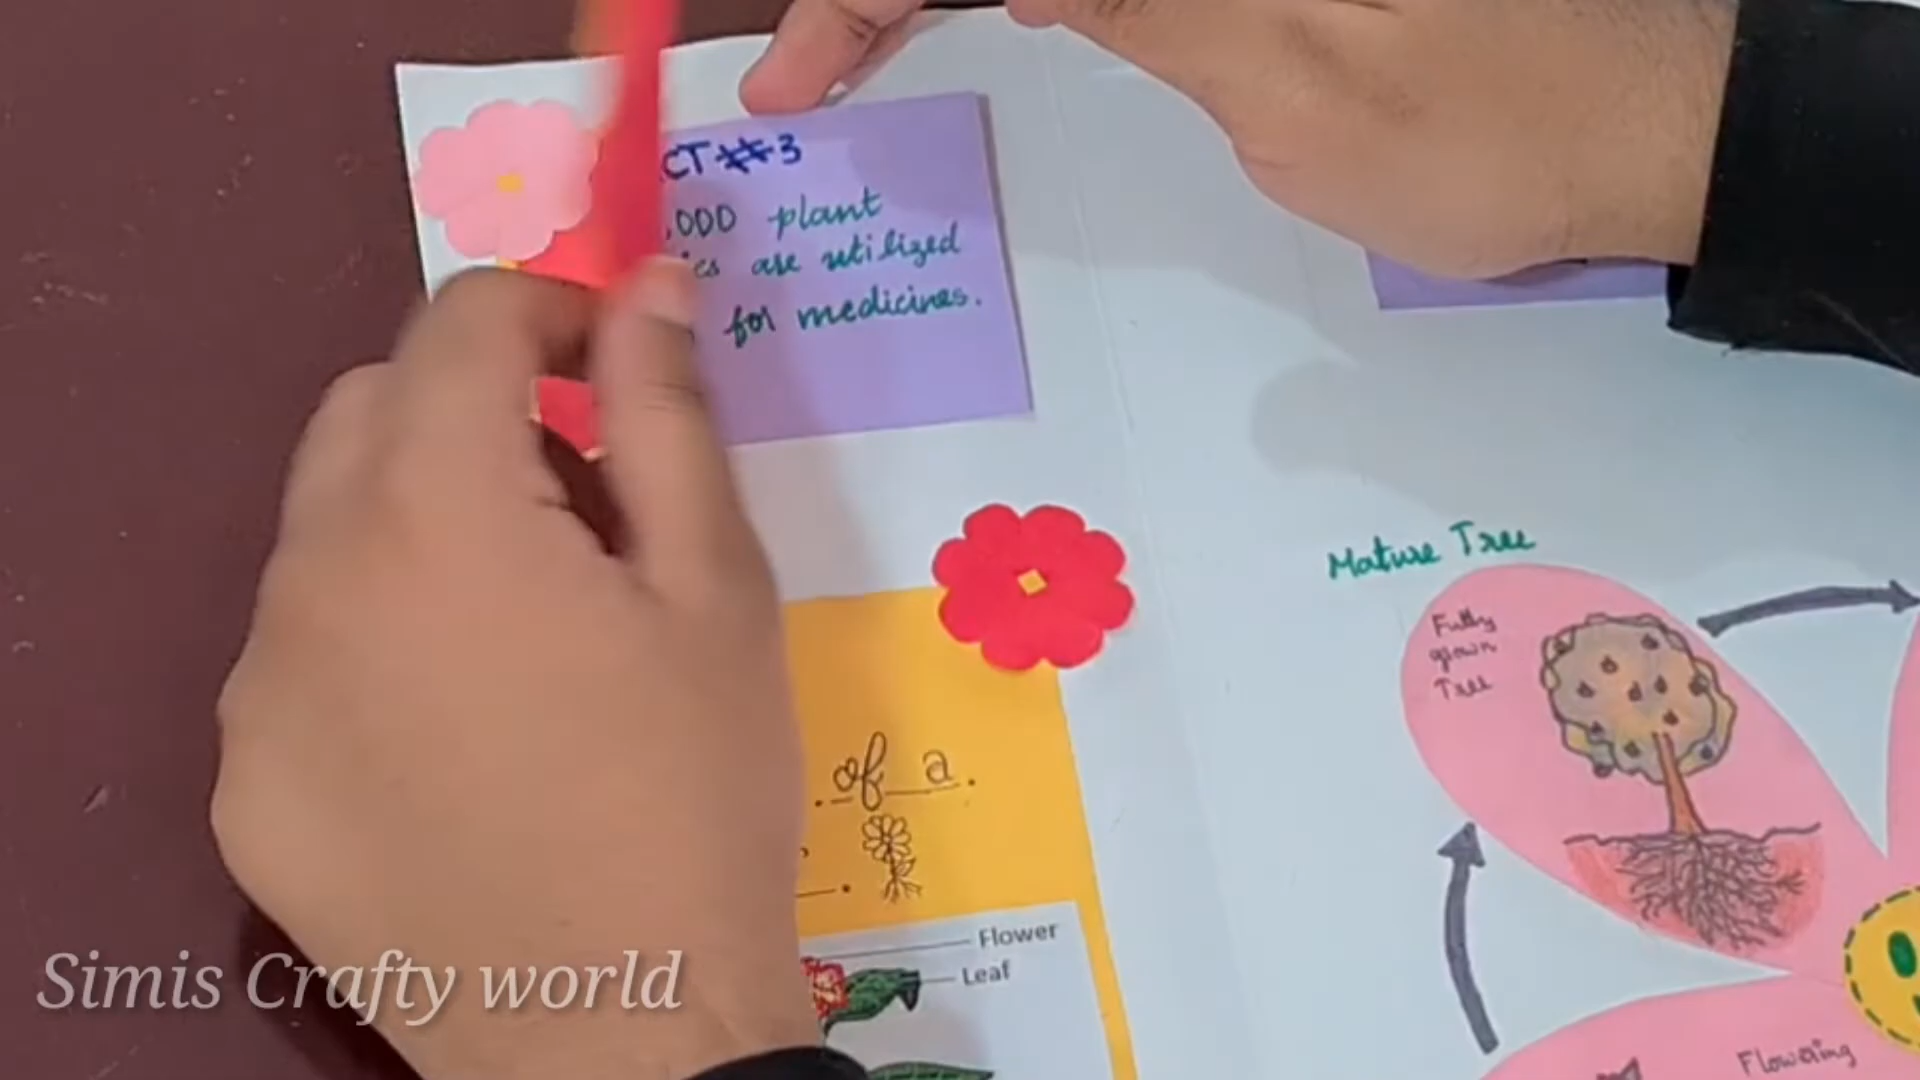 CT#3
,000 plant
are utilized
for medicines.
of a.
Flower
Leaf
Mature Tree
Fully
grown
Tree
Flowering
Simis Crafty world